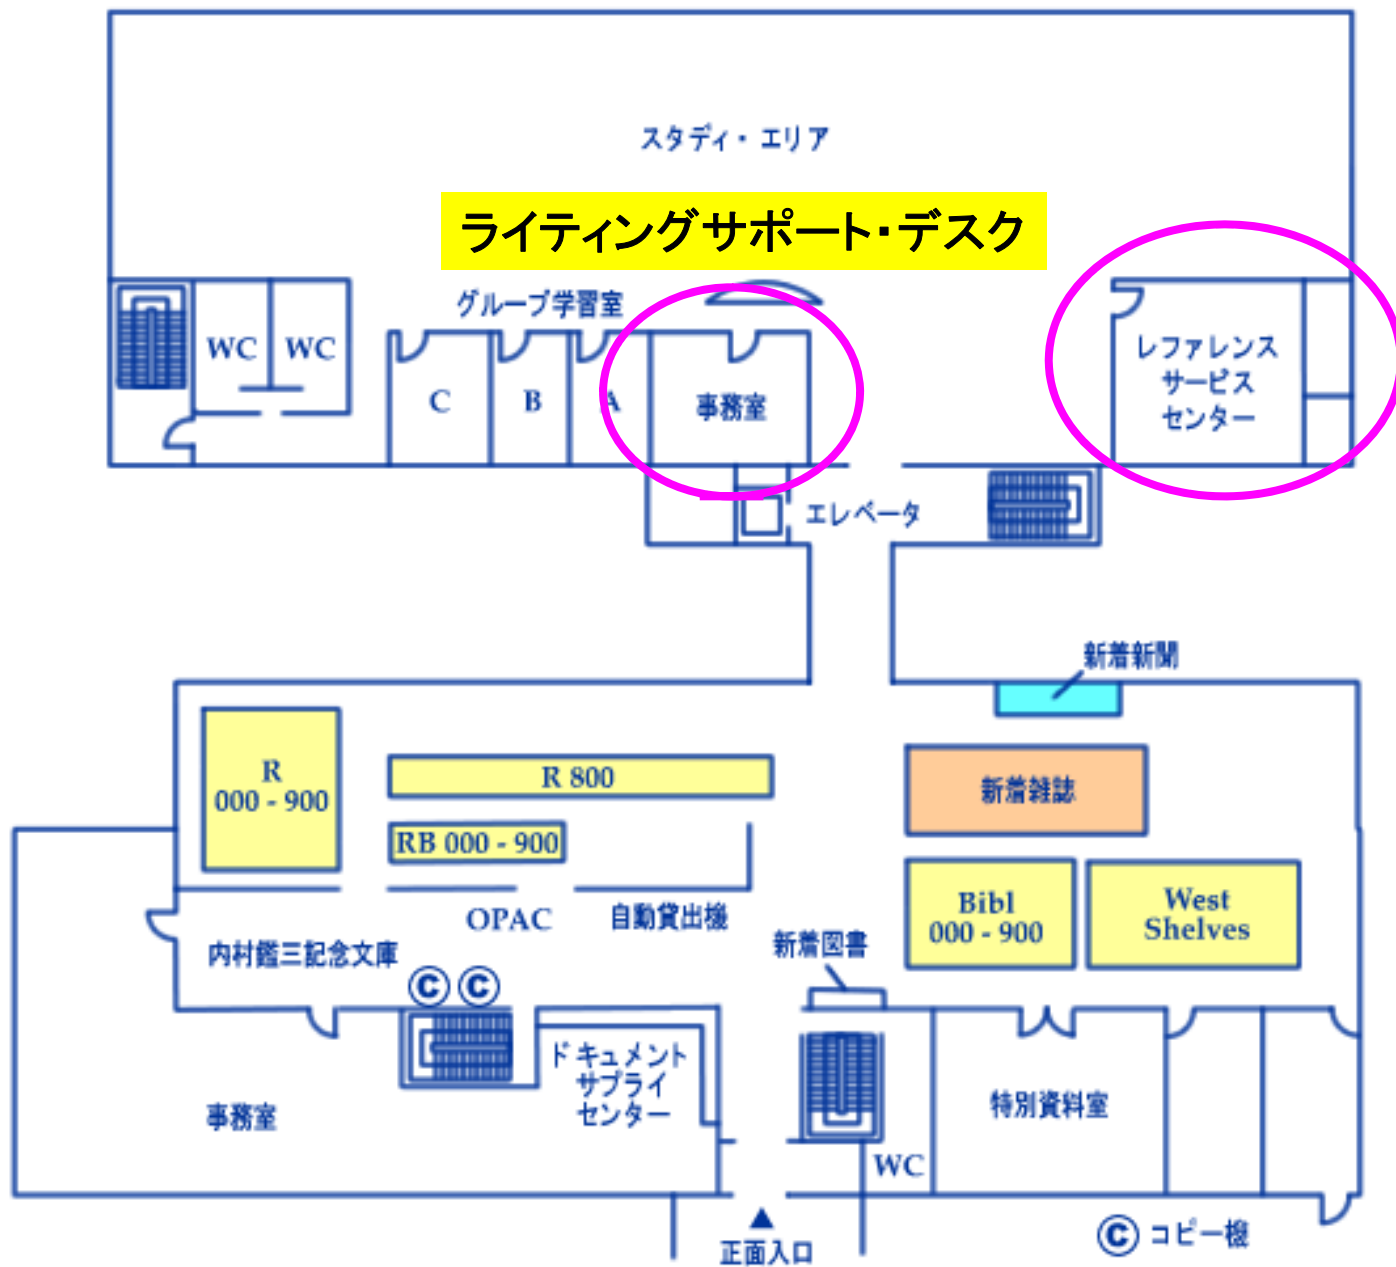 スタディ・エリア
ライティングサポート・デスク
グループ学習室
WC
WC
C
B
A
事務室
レファレンス
サービス
センター
エレベータ
新着新聞
R
000 - 900
R 800
新着雑誌
RB 000 - 900
Bibl
000 - 900
West
Shelves
OPAC
自動貸出機
新着図書
内村鑑三記念文庫
C
C
ドキュメント
サプライ
センター
事務室
特別資料室
WC
正面入口
C コピー機